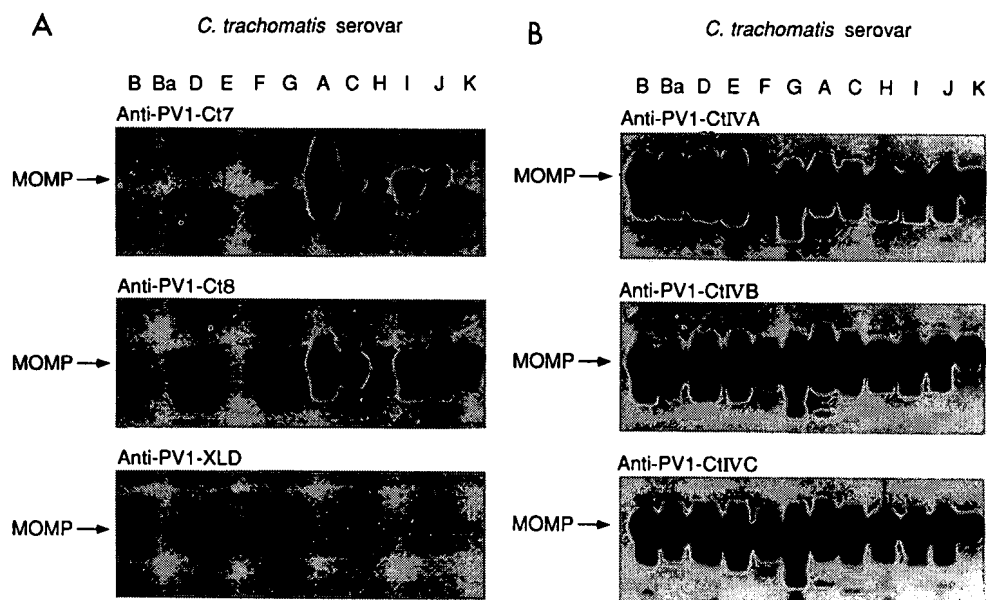 A
C. trachomatis serovar
B Ba D E F G A C H I J K
Anti-PV1-Ct7
MOMP
Anti-PV1-Ct8
MOMP
Anti-PV1-XLD
MOMP
B
C. trachomatis serovar
B Ba D E F G A C H I J K
Anti-PV1-CtIVA
MOMP
Anti-PV1-CtIVB
MOMP
Anti-PV1-CtIVC
MOMP